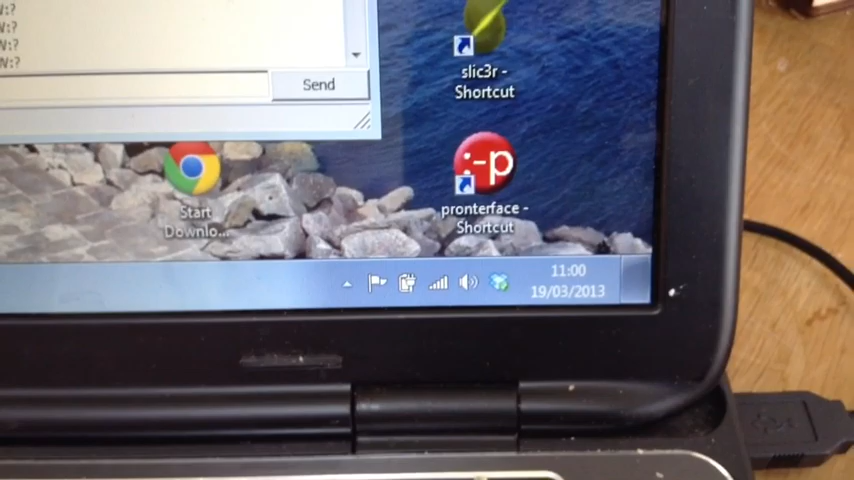 W:?
W:?
W:?
W:?
Send
slic3r -
Shortcut
:-p
pronterface -
Shortcut
Start
Downlo...
11:00
19/03/2013